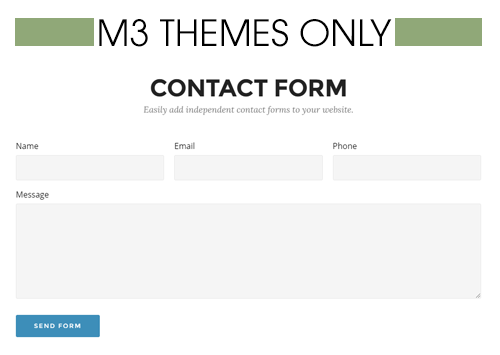 M3 THEMES ONLY
CONTACT FORM
Easily add independent contact forms to your website.
Name Email Phone
Message
SEND FORM